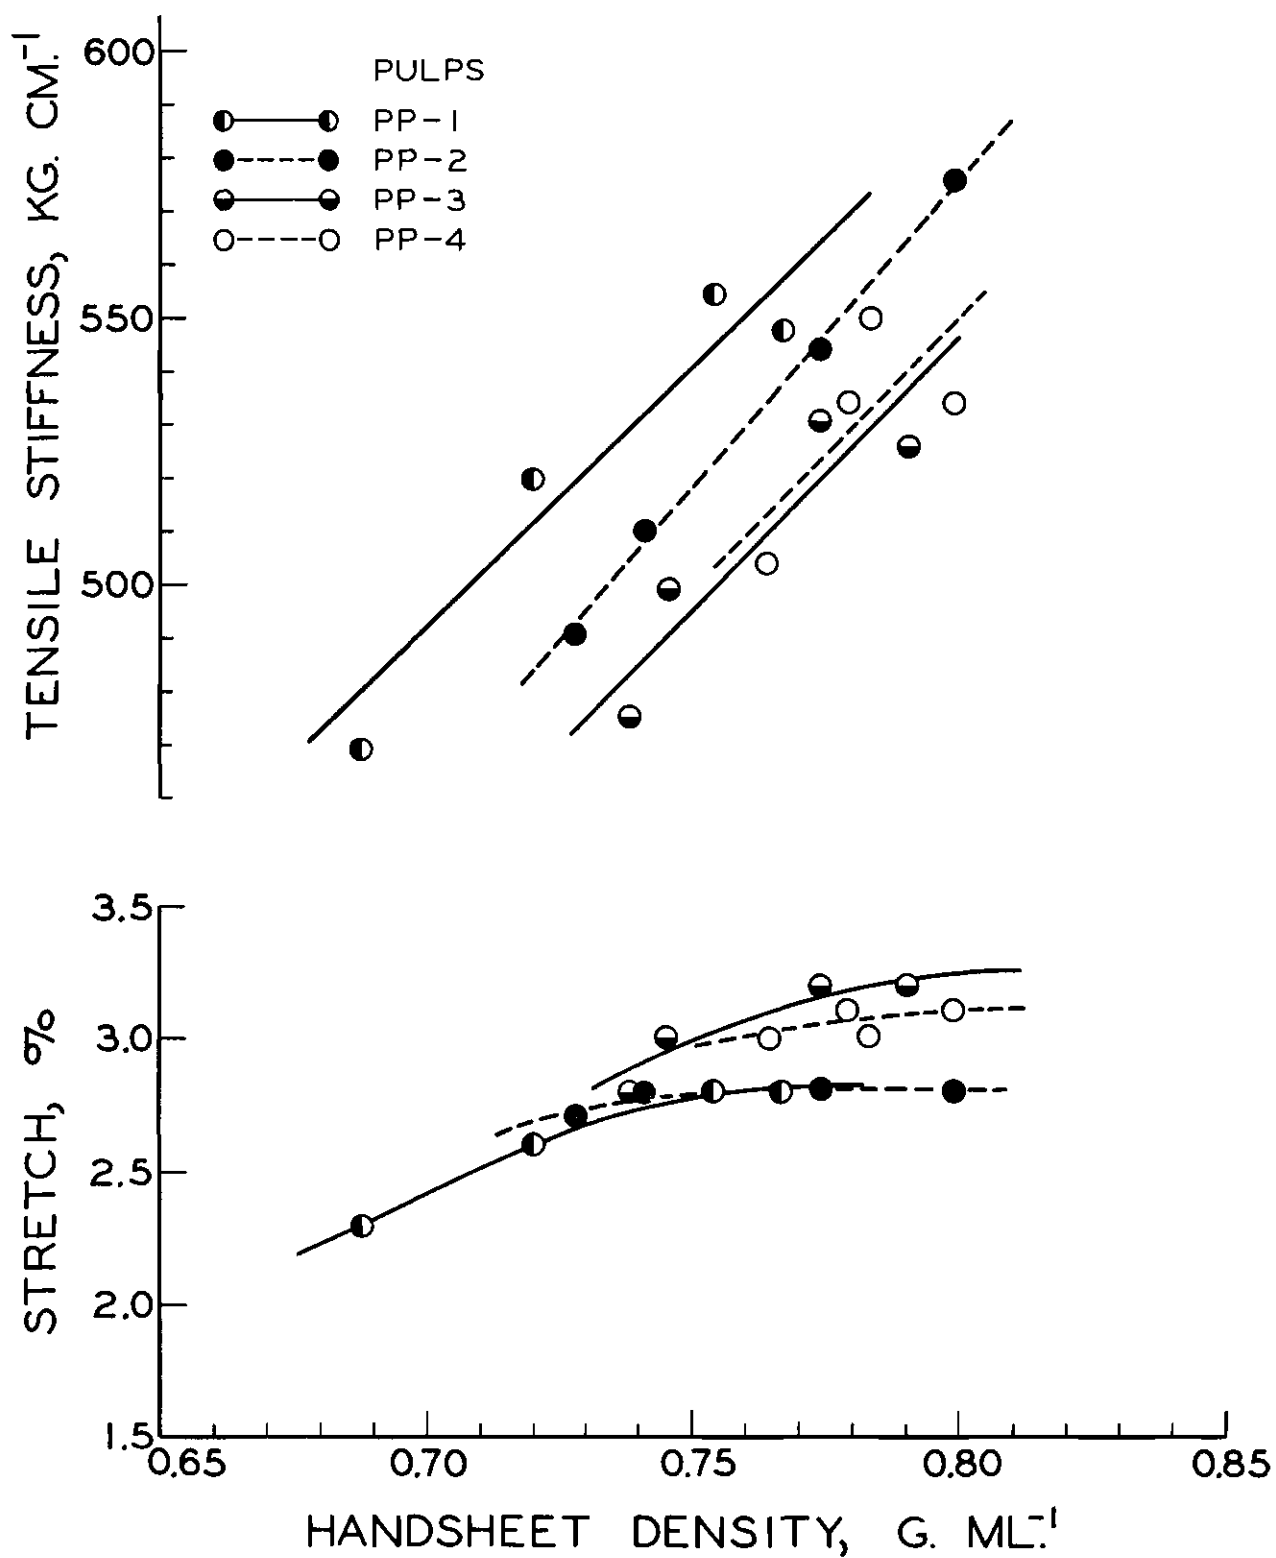 TENSILE STIFFNESS, KG. CM.⁻¹
600
550
500
PULPS
PP-1
PP-2
PP-3
PP-4
STRETCH, %
3.5
3.0
2.5
2.0
1.5
0.65 0.70 0.75 0.80 0.85
HANDSHEET DENSITY, G. ML.⁻¹